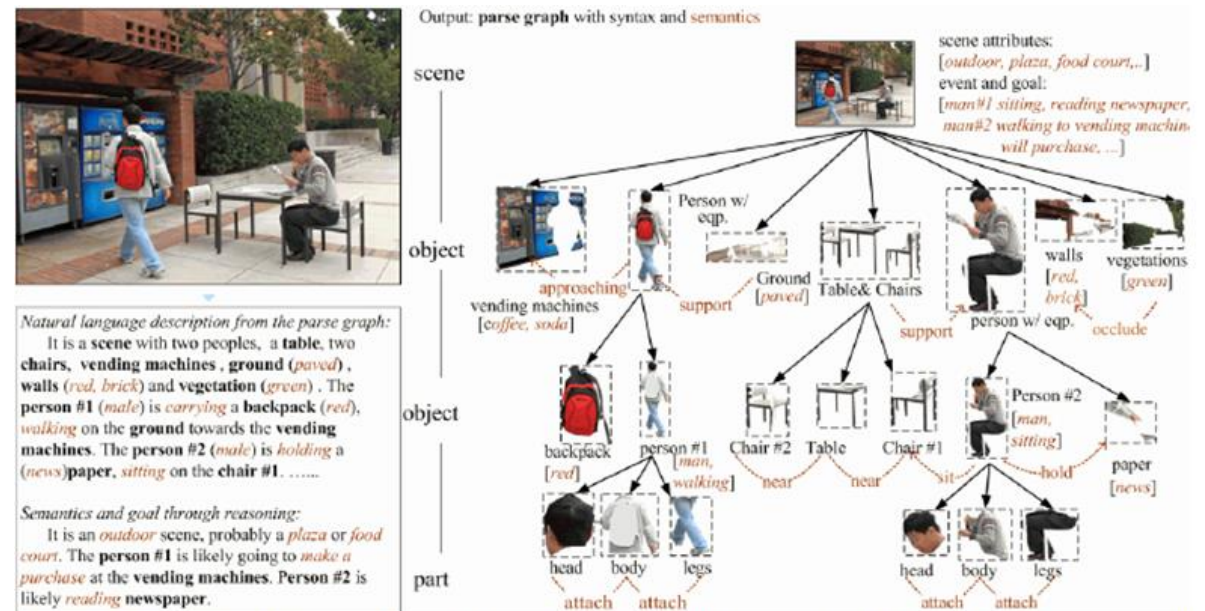 Output: parse graph with syntax and semantics
scene
scene attributes:
[outdoor, plaza, food court,..]
event and goal:
[man#1 sitting, reading newspaper,
man#2 walking to vending machin
will purchase, ...]
object
Person w/
eqp.
approaching
vending machines
[coffee, soda]
support
Ground
[paved]
Table& Chairs
support
person w/ eqp.
walls
[red,
brick]
vegetations
[green]
occlude
Natural language description from the parse graph:
It is a scene with two peoples, a table, two
chairs, vending machines , ground (paved) ,
walls (red, brick) and vegetation (green) . The
person #1 (male) is carrying a backpack (red),
walking on the ground towards the vending
machines. The person #2 (male) is holding a
(news)paper, sitting on the chair #1. ......
Semantics and goal through reasoning:
It is an outdoor scene, probably a plaza or food
court. The person #1 is likely going to make a
purchase at the vending machines. Person #2 is
likely reading newspaper.
object
backpack
[red]
person #1
[man,
walking]
Chair #2
Table
Chair #1
near
near
sit
Person #2
[man,
sitting]
hold
paper
[news]
part
head
body
legs
attach
attach
head
body
legs
attach
attach